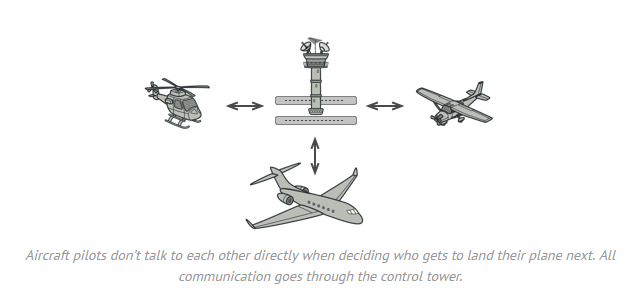 Aircraft pilots don't talk to each other directly when deciding who gets to land their plane next. All
communication goes through the control tower.